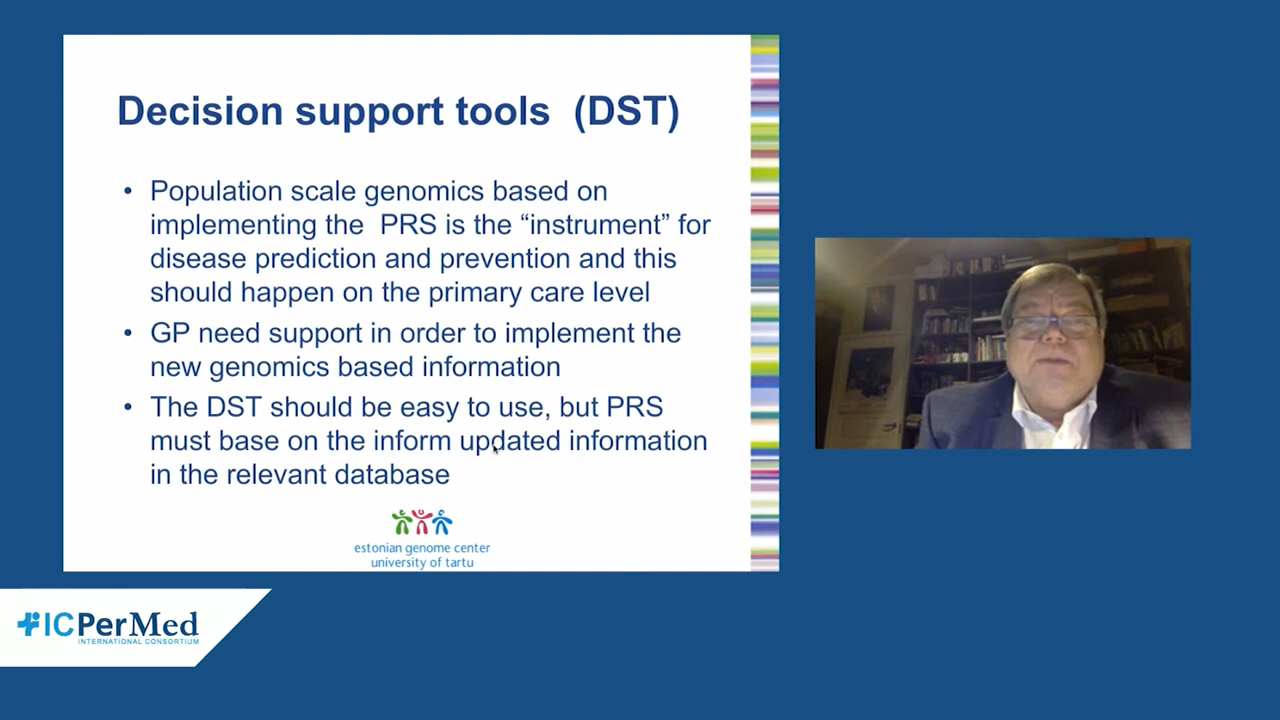 Decision support tools (DST)
• Population scale genomics based on
implementing the PRS is the “instrument” for
disease prediction and prevention and this
should happen on the primary care level
• GP need support in order to implement the
new genomics based information
• The DST should be easy to use, but PRS
must base on the inform updated information
in the relevant database
estonian genome center
university of tartu
ICPerMed
INTERNATIONAL CONSORTIUM